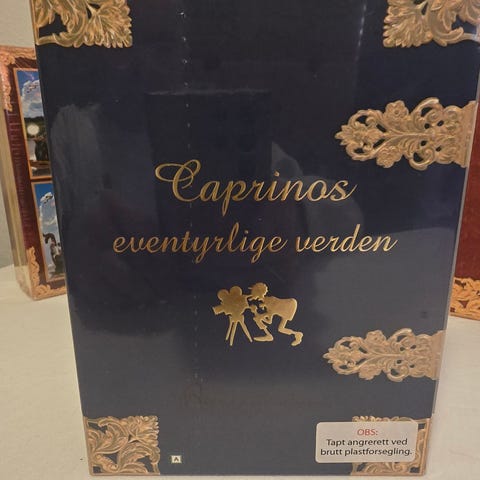 Caprinos
eventyrlige verden
OBS:
Tapt angrerett ved
brutt plastforsegling.
A